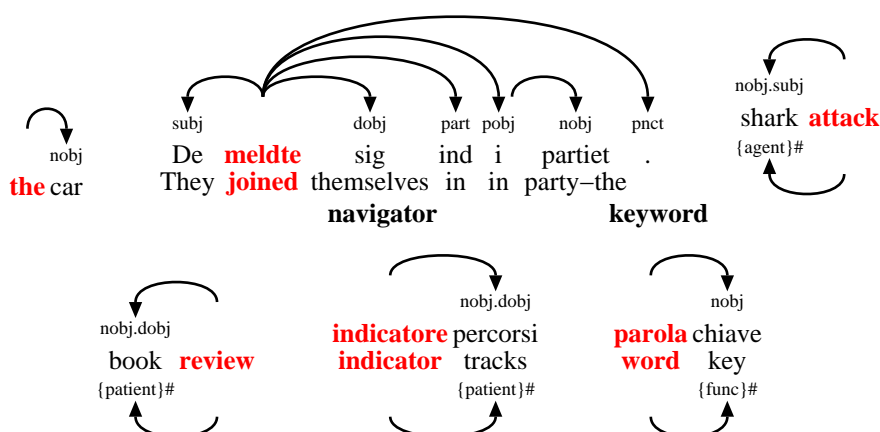 nobj
the car
subj dobj part pobj nobj pnct
De meldte sig ind i partiet .
They joined themselves in in party−the
nobj.subj
shark attack
{agent}#
navigator keyword
nobj.dobj
book review
{patient}#
nobj.dobj
indicatore percorsi
indicator tracks
{patient}#
nobj
parola chiave
word key
{func}#